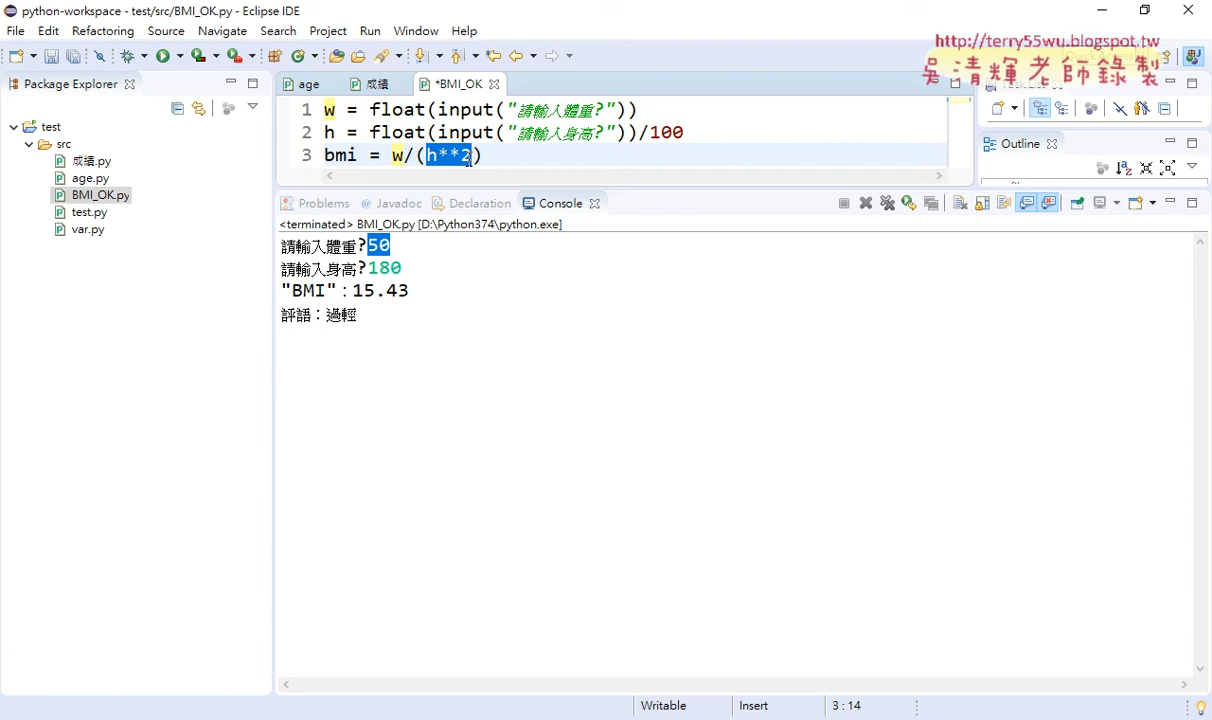 python-workspace - test/src/BMI_OK.py - Eclipse IDE
File Edit Refactoring Source Navigate Search Project Run Window Help
http://terry55wu.blogspot.tw
吳清輝老師錄製
Package Explorer
age 成績 *BMI_OK
1 w = float(input("請輸入體重?"))
2 h = float(input("請輸入身高?"))/100
3 bmi = w/(h**2)
test
src
成績.py
age.py
BMI_OK.py
test.py
var.py
Outline
Problems @ Javadoc Declaration Console
<terminated> BMI_OK.py [D:\Python374\python.exe]
請輸入體重?50
請輸入身高?180
"BMI"：15.43
評語：過輕
Writable Insert 3 : 14